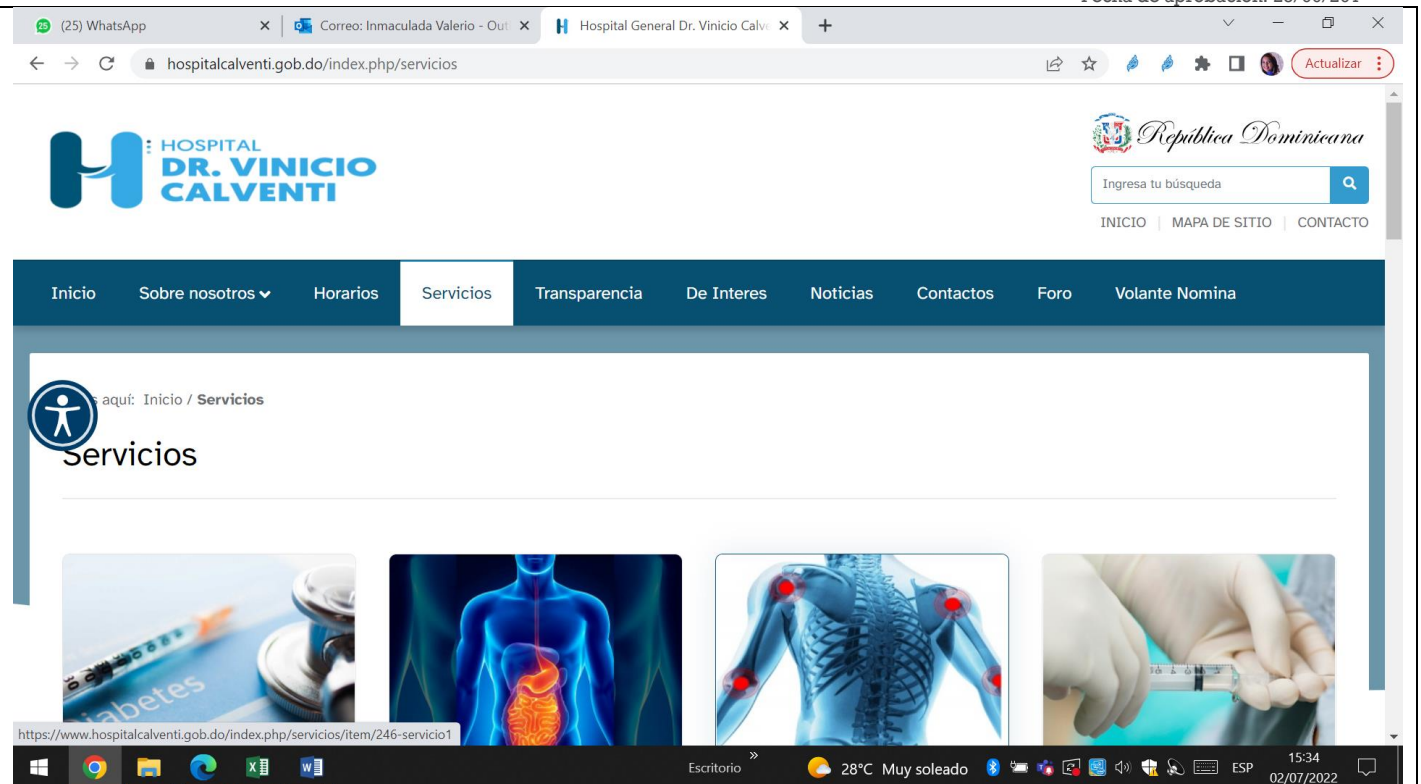 (25) WhatsApp
Correo: Inmaculada Valerio - Out
Hospital General Dr. Vinicio Calve
hospitalcalventi.gob.do/index.php/servicios
Actualizar
HOSPITAL
DR. VINICIO
CALVENTI
República Dominicana
Ingresa tu búsqueda
INICIO | MAPA DE SITIO | CONTACTO
Inicio Sobre nosotros Horarios Servicios Transparencia De Interes Noticias Contactos Foro Volante Nomina
aquí: Inicio / Servicios
Servicios
Diabetes
https://www.hospitalcalventi.gob.do/index.php/servicios/item/246-servicio1
Escritorio » 28°C Muy soleado ESP 15:34
02/07/2022